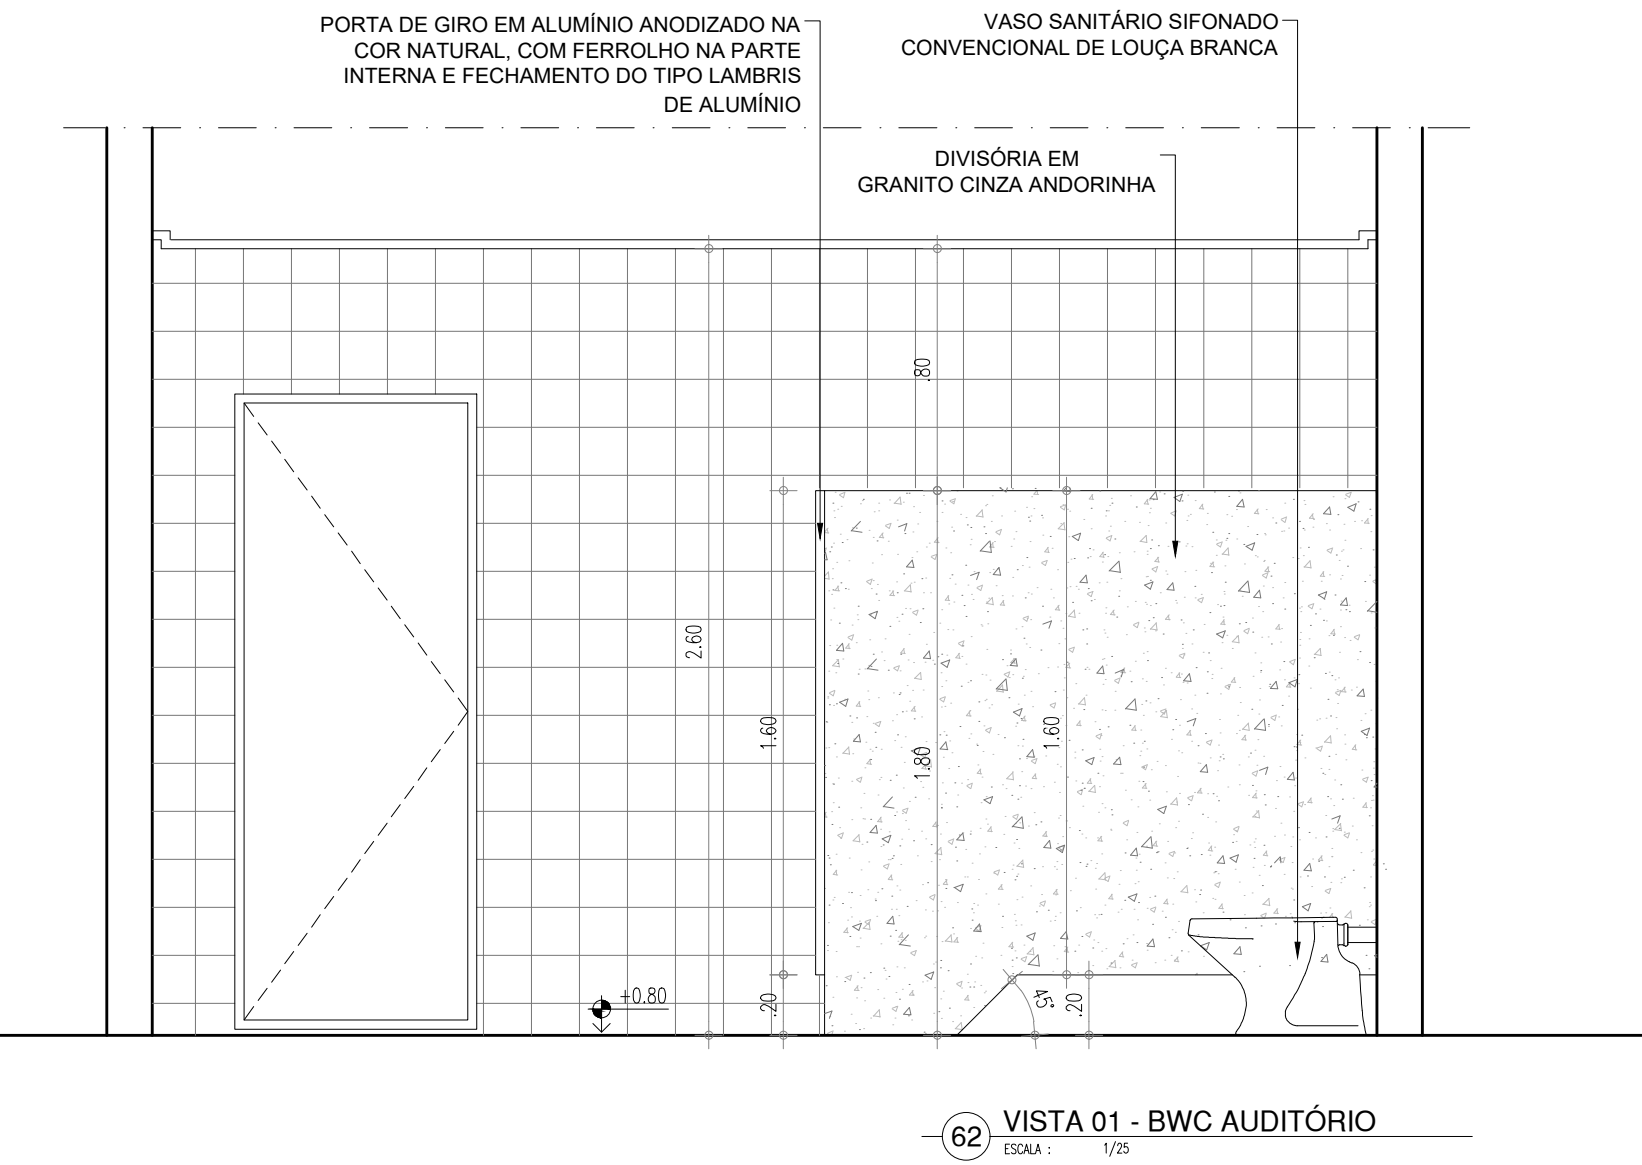 PORTA DE GIRO EM ALUMÍNIO ANODIZADO NA
COR NATURAL, COM FERROLHO NA PARTE
INTERNA E FECHAMENTO DO TIPO LAMBRIS
DE ALUMÍNIO
VASO SANITÁRIO SIFONADO
CONVENCIONAL DE LOUÇA BRANCA
DIVISÓRIA EM
GRANITO CINZA ANDORINHA
.80
2.60
1.60
1.80
1.60
+0.80
.20
45°
.20
62
VISTA 01 - BWC AUDITÓRIO
ESCALA : 1/25